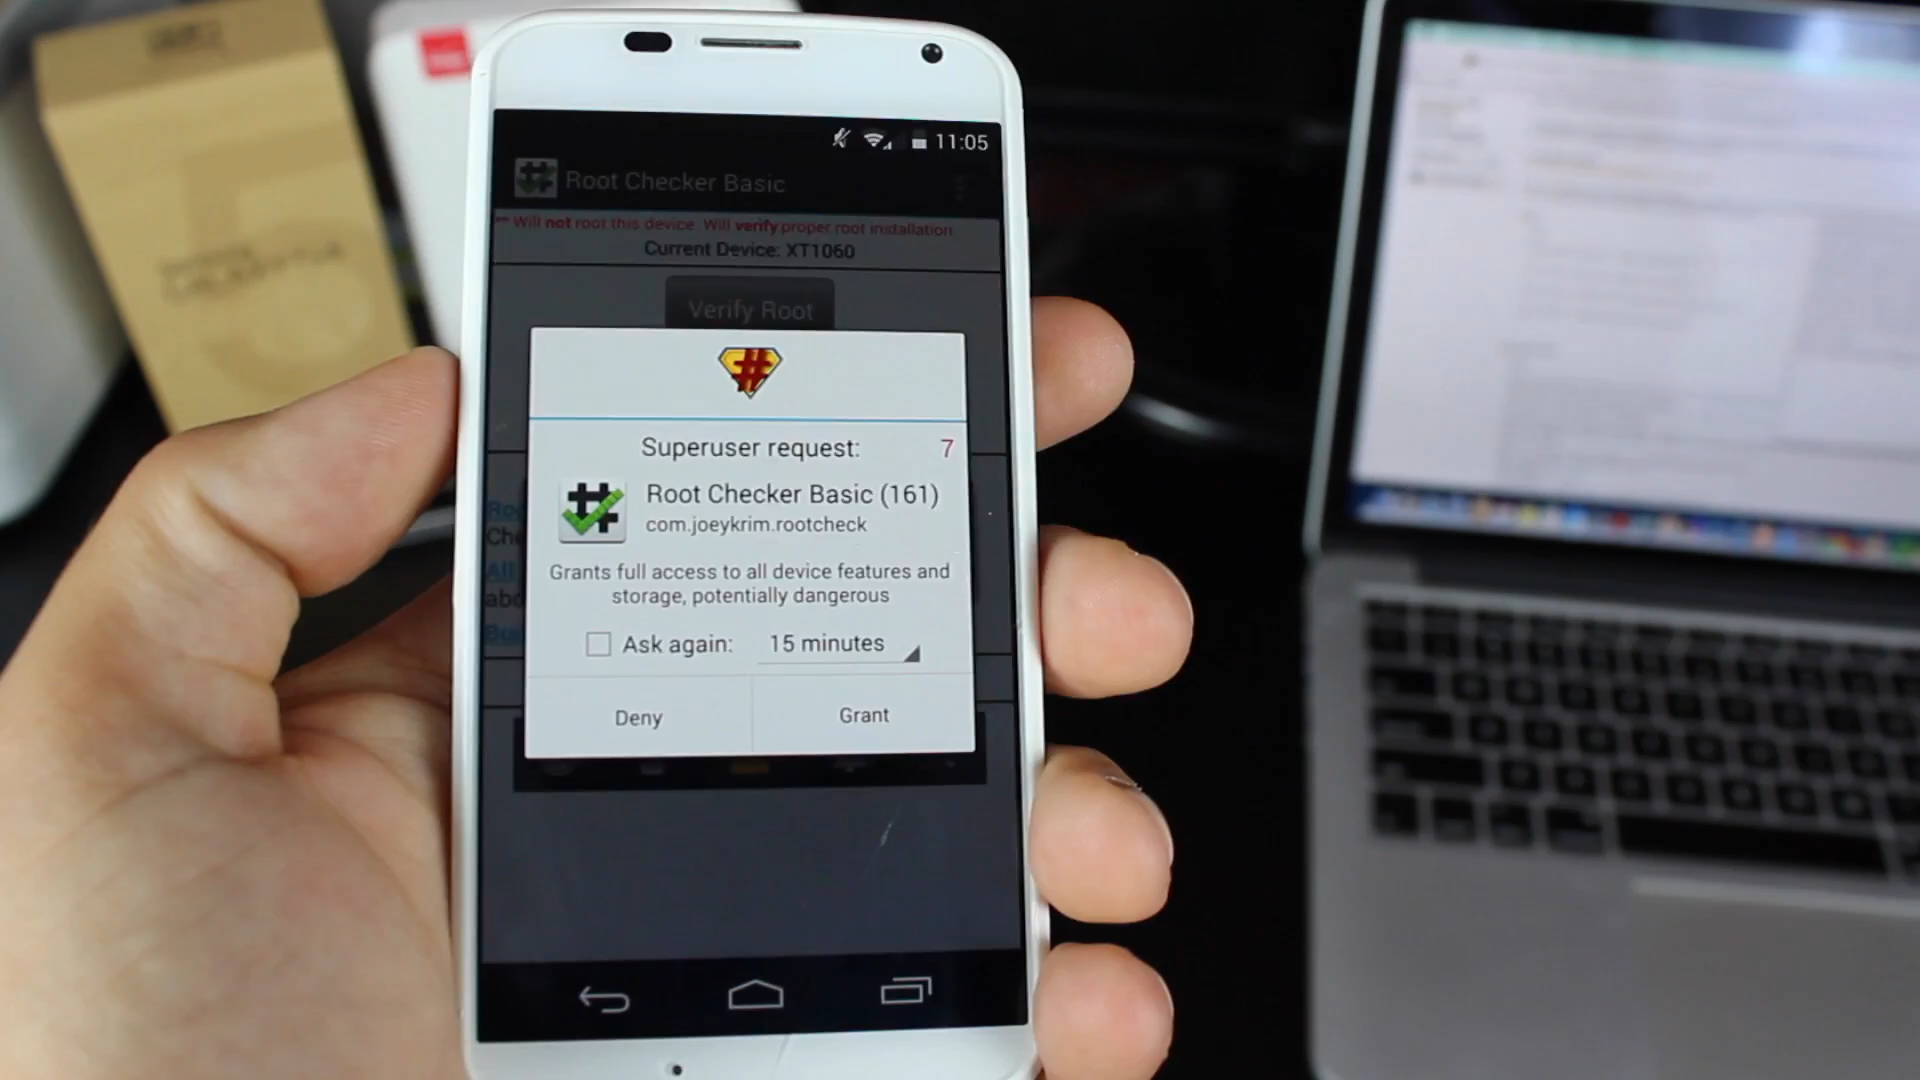 11:05
Root Checker Basic
** Will not root this device. Will verify proper root installation
Current Device: XT1060
Verify Root
Superuser request: 7
Root Checker Basic (161)
com.joeykrim.rootcheck
Grants full access to all device features and
storage, potentially dangerous
Ask again: 15 minutes
Deny Grant
All